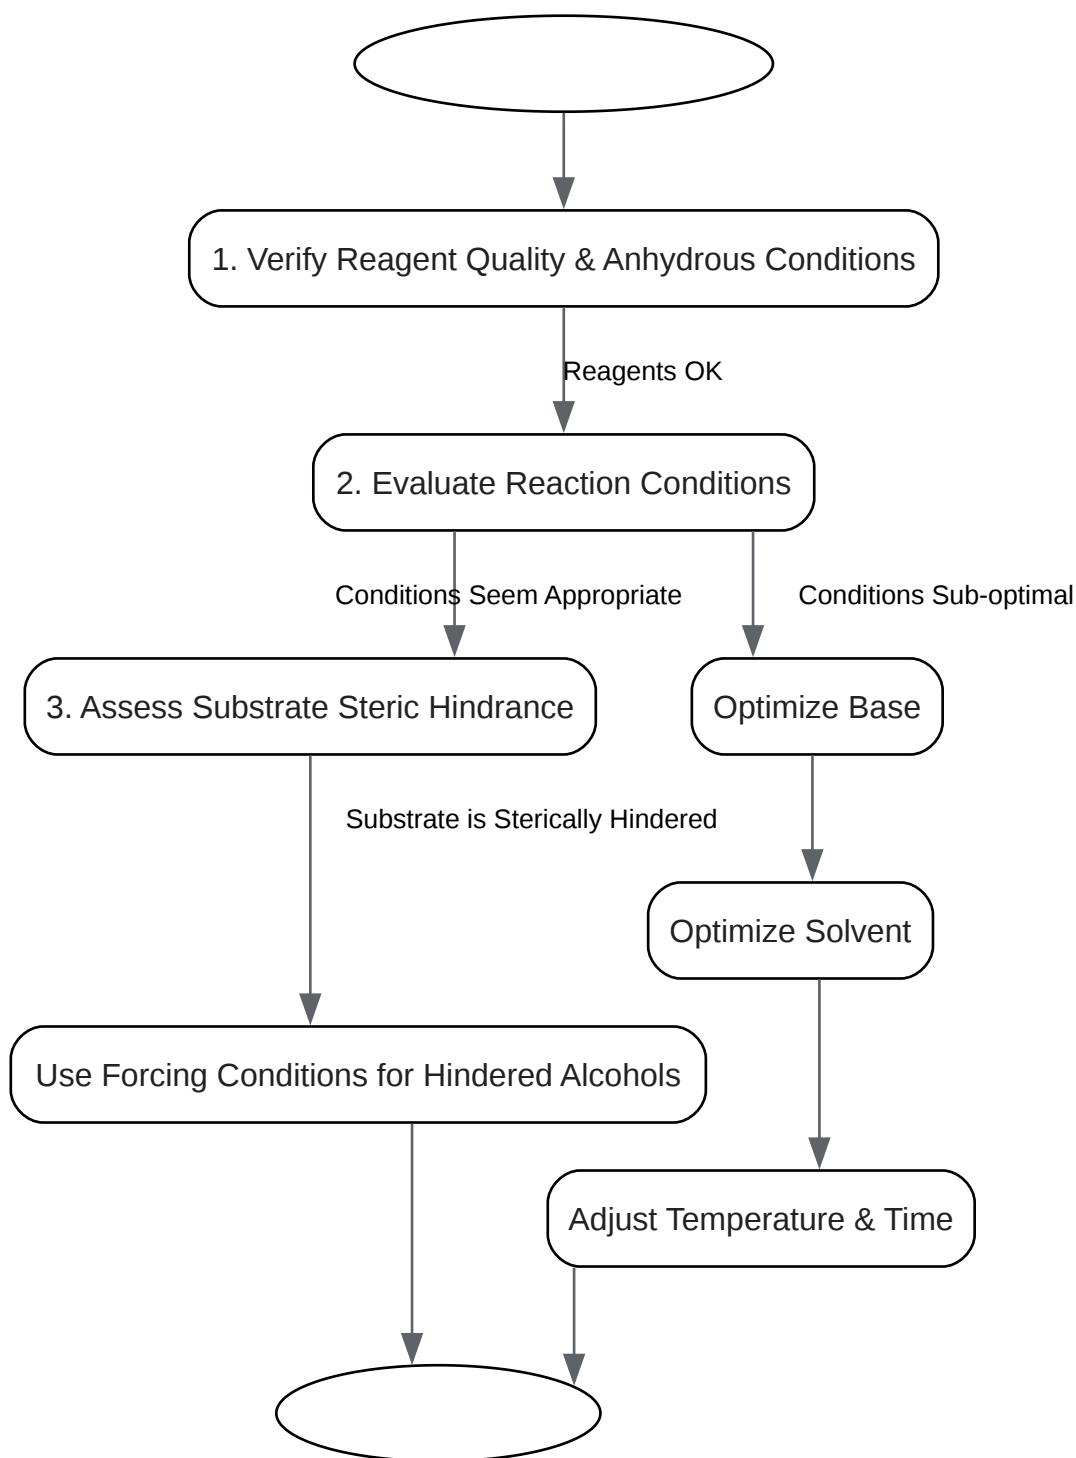 1. Verify Reagent Quality & Anhydrous Conditions
Reagents OK
2. Evaluate Reaction Conditions
Conditions Seem Appropriate
Conditions Sub-optimal
3. Assess Substrate Steric Hindrance
Optimize Base
Substrate is Sterically Hindered
Optimize Solvent
Use Forcing Conditions for Hindered Alcohols
Adjust Temperature & Time